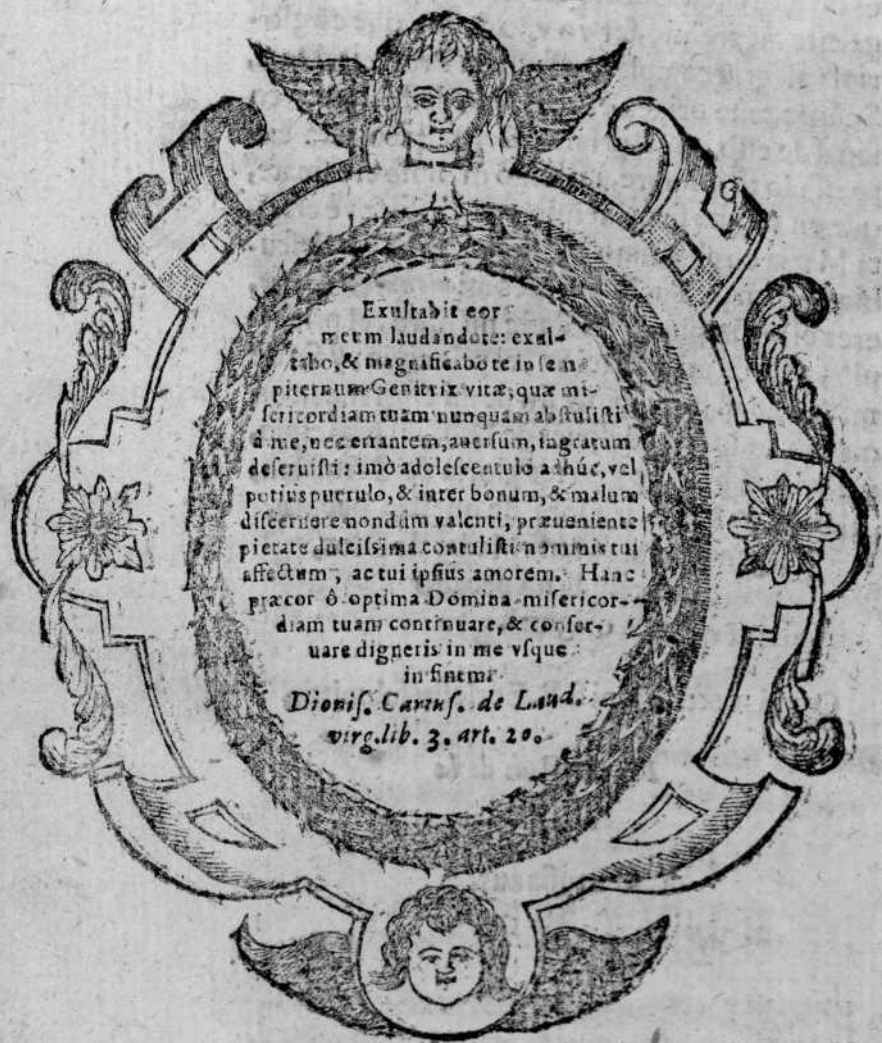 Exultabit cor
meum laudando te: exal-
tabo, & magnificabo te in sem
piternum Genitrix vitæ, quæ mi-
ſericordiam tuam nunquam abſtuliſti
à me, nec errantem, auerſum, ingratum
deſeruiſti: imò adoleſcentulo adhúc, vel
potius puerulo, & inter bonum, & malum
diſcernere nondùm valenti, præueniente
pietate dulciſsima contuliſti nominis tui
affectum, ac tui ipſius amorem. Hanc
præcor ô optima Domina miſericor-
diam tuam continuare, & conſer-
uare digneris in me vſque
in finem.
Dioniſ. Cartuſ. de Laud.
virg. lib. 3. art. 20.